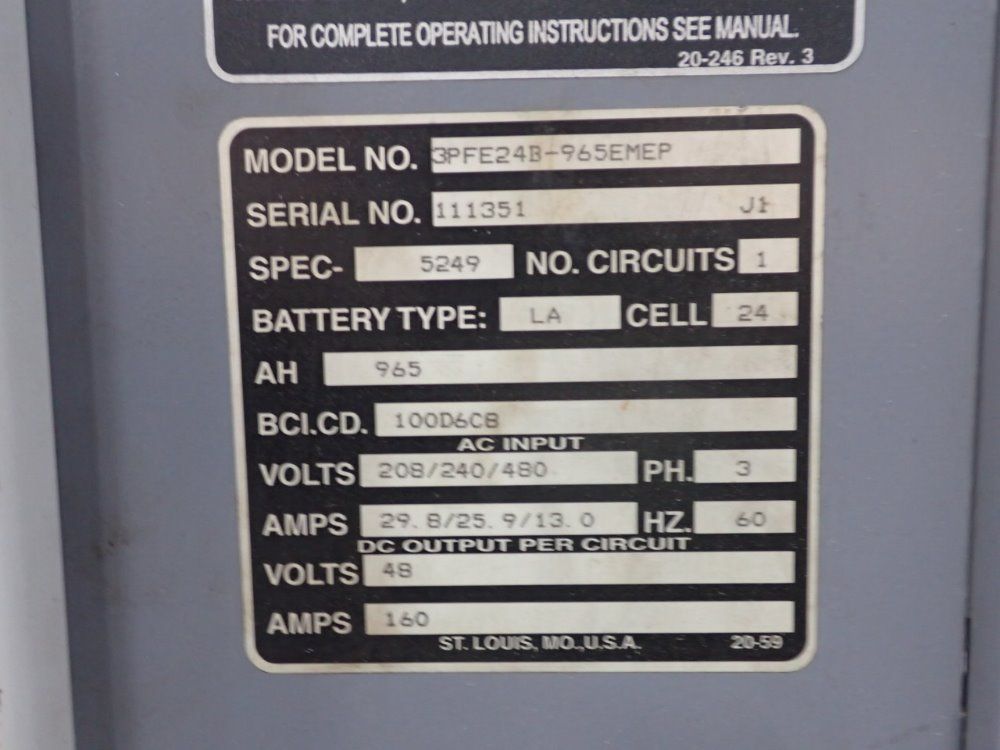 FOR COMPLETE OPERATING INSTRUCTIONS SEE MANUAL.
20-246 Rev. 3
MODEL NO. 3PFE24B-965EMEP
SERIAL NO. 111351 J1
SPEC- 5249 NO. CIRCUITS 1
BATTERY TYPE: LA CELL 24
AH 965
BCI.CD. 100D6C8
AC INPUT
VOLTS 208/240/480 PH. 3
AMPS 29.8/25.9/13.0 HZ. 60
DC OUTPUT PER CIRCUIT
VOLTS 48
AMPS 160
ST. LOUIS, MO., U.S.A. 20-59